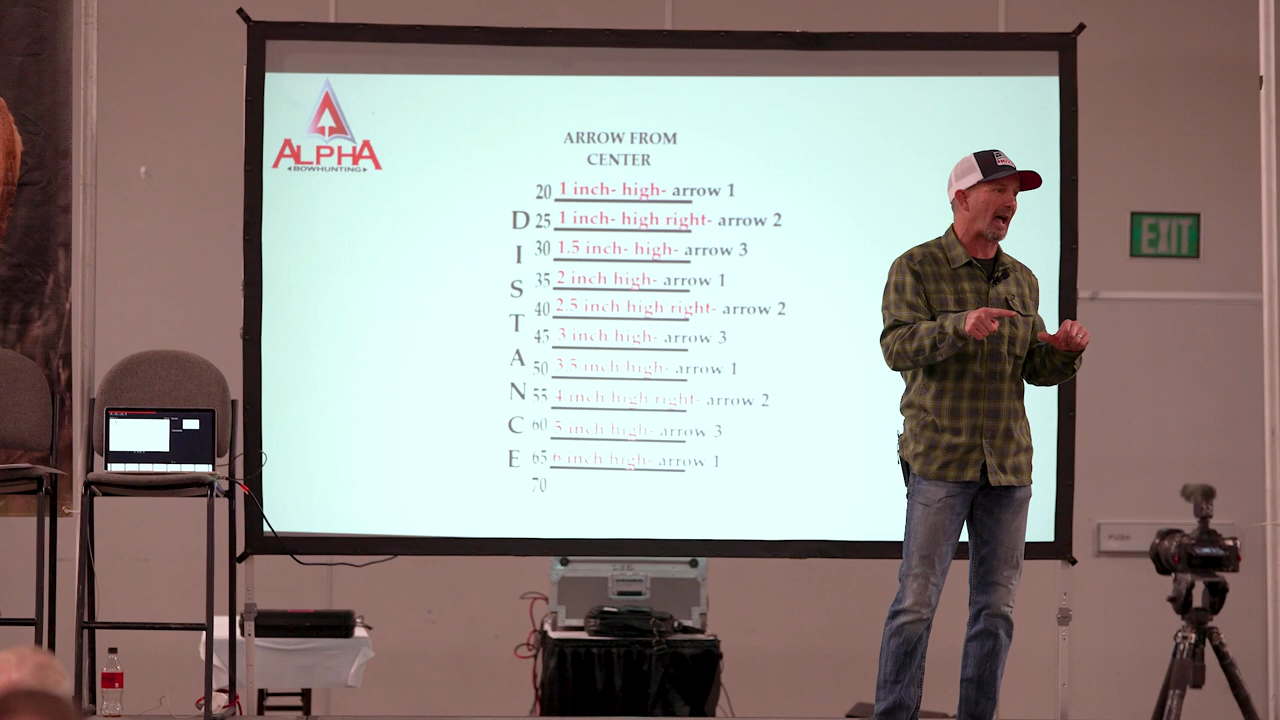 ALPHA
BOWHUNTING
ARROW FROM
CENTER
DISTANCE
20 1 inch- high- arrow 1
25 1 inch- high right- arrow 2
30 1.5 inch- high- arrow 3
35 2 inch high- arrow 1
40 2.5 inch high right- arrow 2
45 3 inch high- arrow 3
50 3.5 inch high- arrow 1
55 4 inch high right- arrow 2
60 5 inch high- arrow 3
65 6 inch high- arrow 1
70
EXIT
PUSH